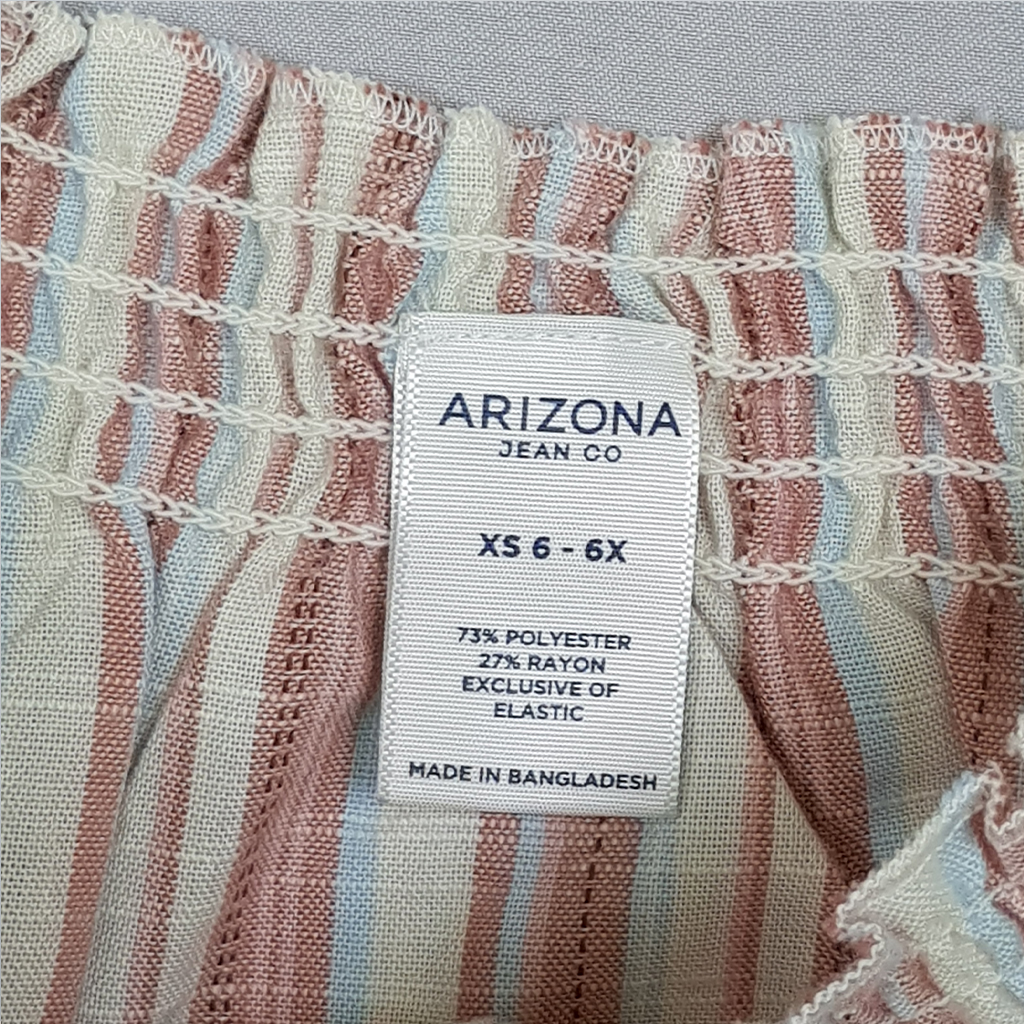 ARIZONA
JEAN CO
XS 6 - 6X
73% POLYESTER
27% RAYON
EXCLUSIVE OF
ELASTIC
MADE IN BANGLADESH